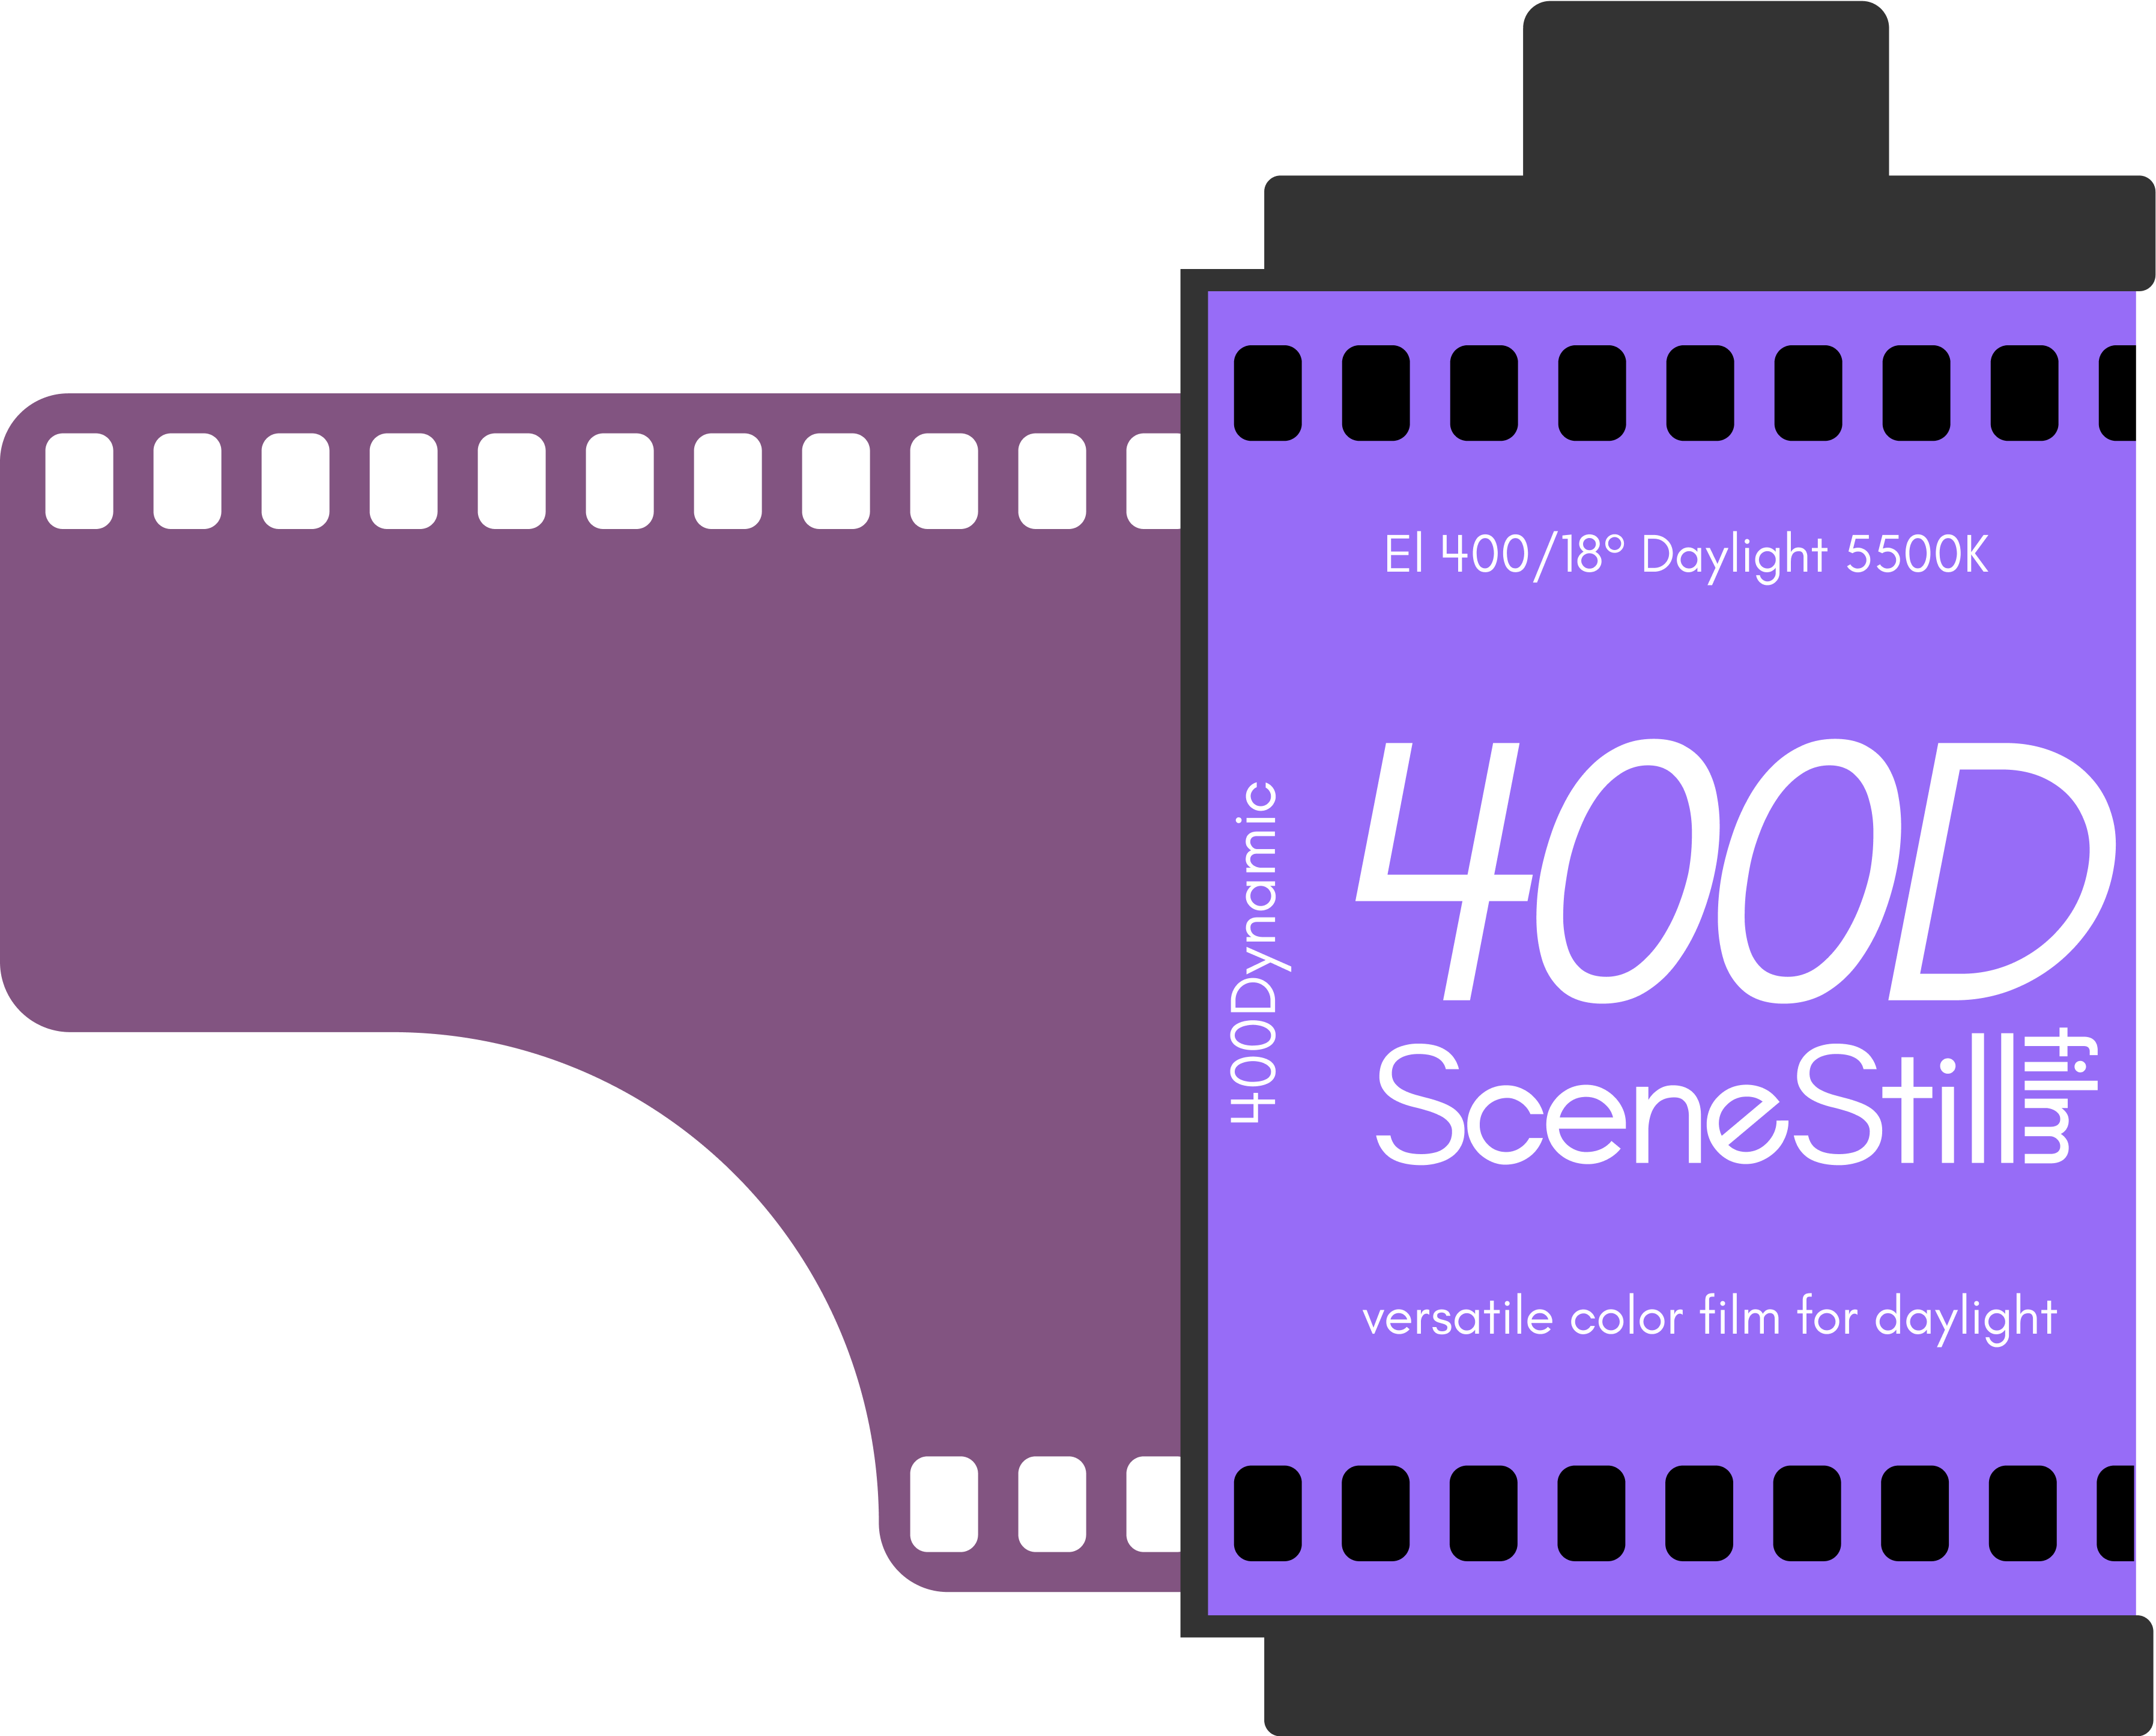 El 400/18° Daylight 5500K
400Dynamic
400D
SceneStill film
versatile color film for daylight